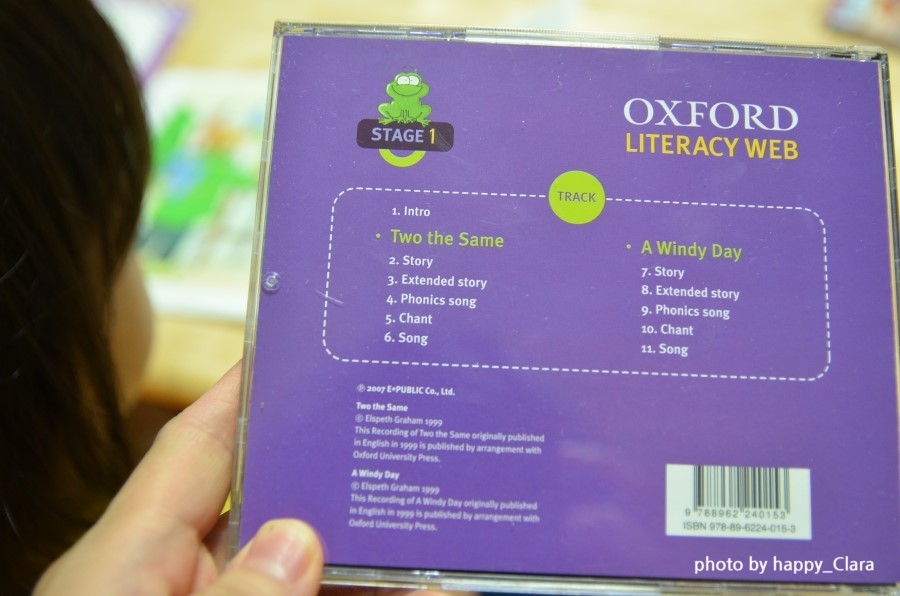 STAGE 1
OXFORD
LITERACY WEB
TRACK
1. Intro
• Two the Same
2. Story
3. Extended story
4. Phonics song
5. Chant
6. Song
• A Windy Day
7. Story
8. Extended story
9. Phonics song
10. Chant
11. Song
℗ 2007 E•PUBLIC Co., Ltd.
Two the Same
© Elspeth Graham 1999
This Recording of Two the Same originally published
in English in 1999 is published by arrangement with
Oxford University Press.
A Windy Day
© Elspeth Graham 1999
This Recording of A Windy Day originally published
in English in 1999 is published by arrangement with
Oxford University Press.
9 788962 240153
ISBN 978-89-6224-015-3
photo by happy_Clara